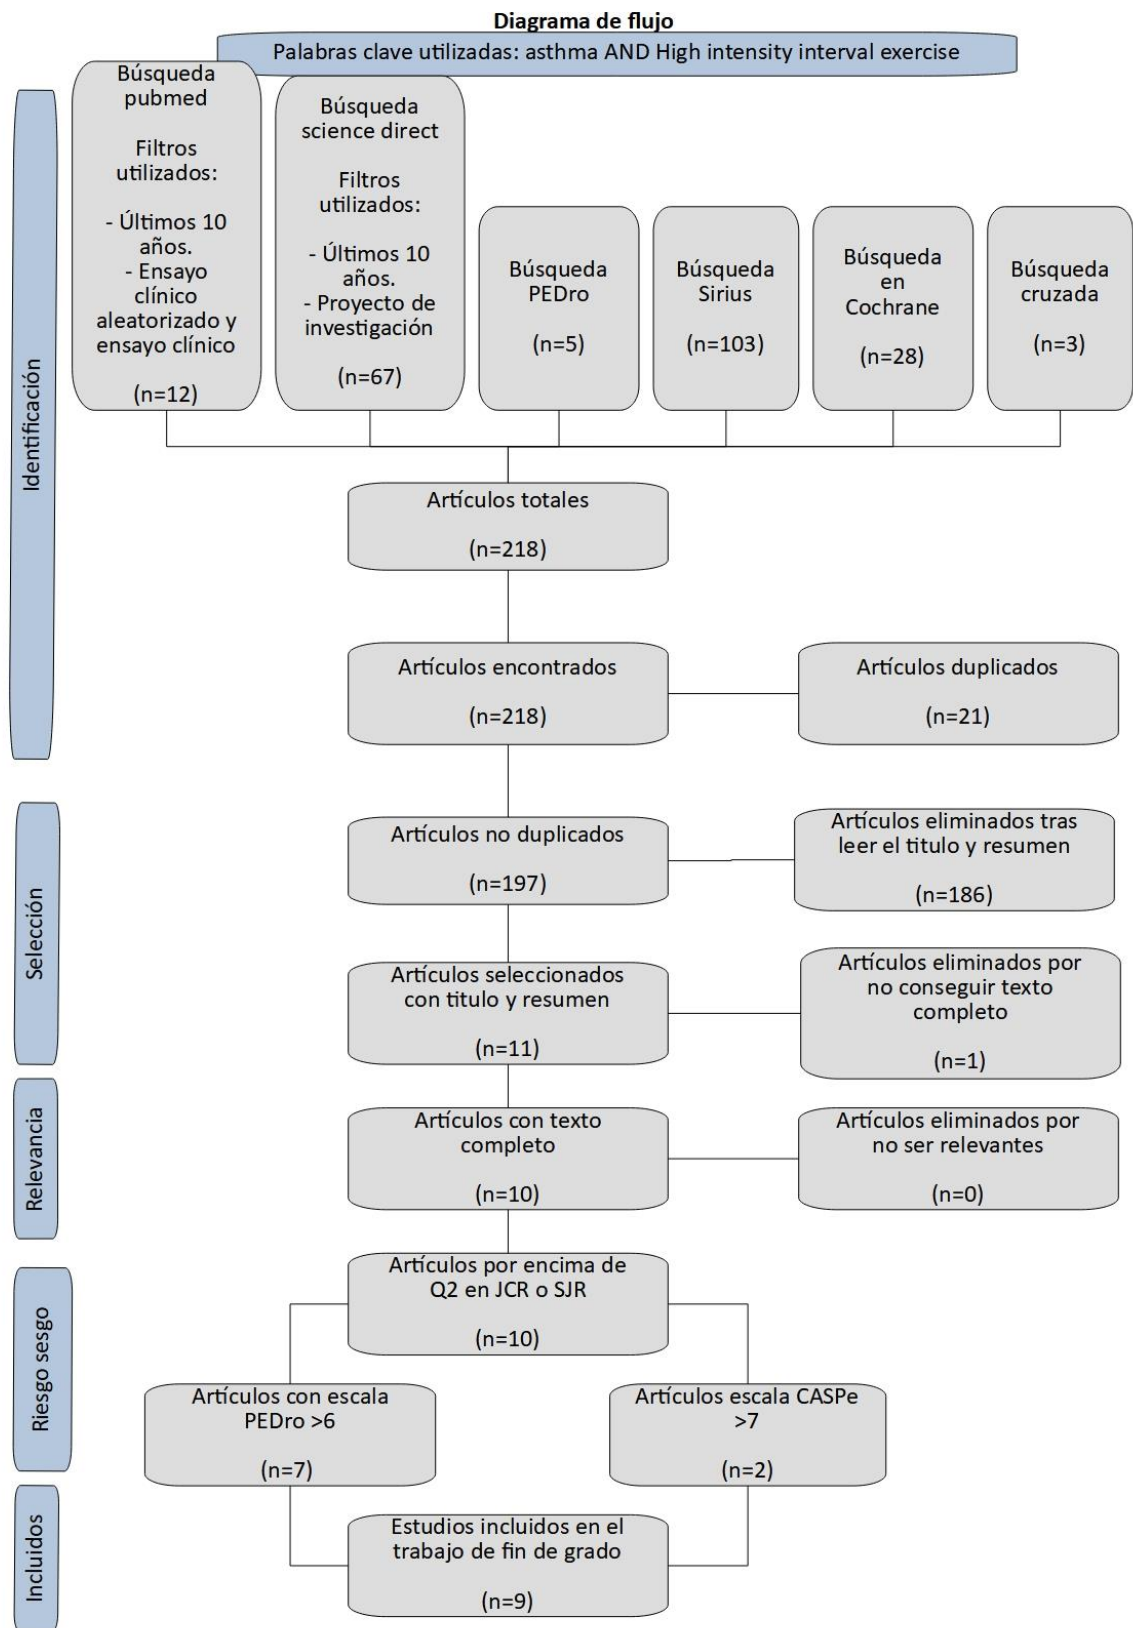 Diagrama de flujo
Palabras clave utilizadas: asthma AND High intensity interval exercise
Identificación
Búsqueda
pubmed
Filtros
utilizados:
- Últimos 10
años.
- Ensayo
clínico
aleatorizado y
ensayo clínico
(n=12)
Búsqueda
science direct
Filtros
utilizados:
- Últimos 10
años.
- Proyecto de
investigación
(n=67)
Búsqueda
PEDro
(n=5)
Búsqueda
Sirius
(n=103)
Búsqueda
en
Cochrane
(n=28)
Búsqueda
cruzada
(n=3)
Artículos totales
(n=218)
Artículos encontrados
(n=218)
Artículos duplicados
(n=21)
Selección
Artículos no duplicados
(n=197)
Artículos eliminados tras
leer el titulo y resumen
(n=186)
Artículos seleccionados
con titulo y resumen
(n=11)
Artículos eliminados por
no conseguir texto
completo
(n=1)
Relevancia
Artículos con texto
completo
(n=10)
Artículos eliminados por
no ser relevantes
(n=0)
Riesgo sesgo
Artículos por encima de
Q2 en JCR o SJR
(n=10)
Artículos con escala
PEDro >6
(n=7)
Artículos escala CASPe
>7
(n=2)
Incluidos
Estudios incluidos en el
trabajo de fin de grado
(n=9)